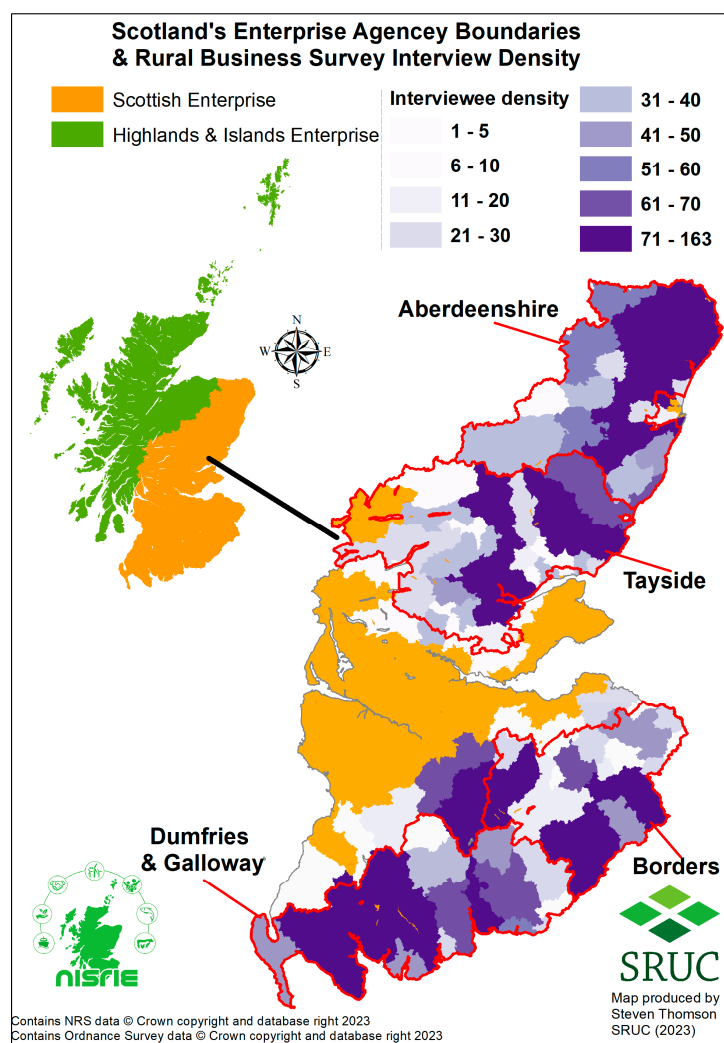 Scotland's Enterprise Agencey Boundaries
& Rural Business Survey Interview Density
Scottish Enterprise
Highlands & Islands Enterprise
Interviewee density
1 - 5
6 - 10
11 - 20
21 - 30
31 - 40
41 - 50
51 - 60
61 - 70
71 - 163
N
W
E
S
Aberdeenshire
Tayside
Dumfries
& Galloway
Borders
NISRIE
SRUC
Map produced by
Steven Thomson
SRUC (2023)
Contains NRS data © Crown copyright and database right 2023
Contains Ordnance Survey data © Crown copyright and database right 2023